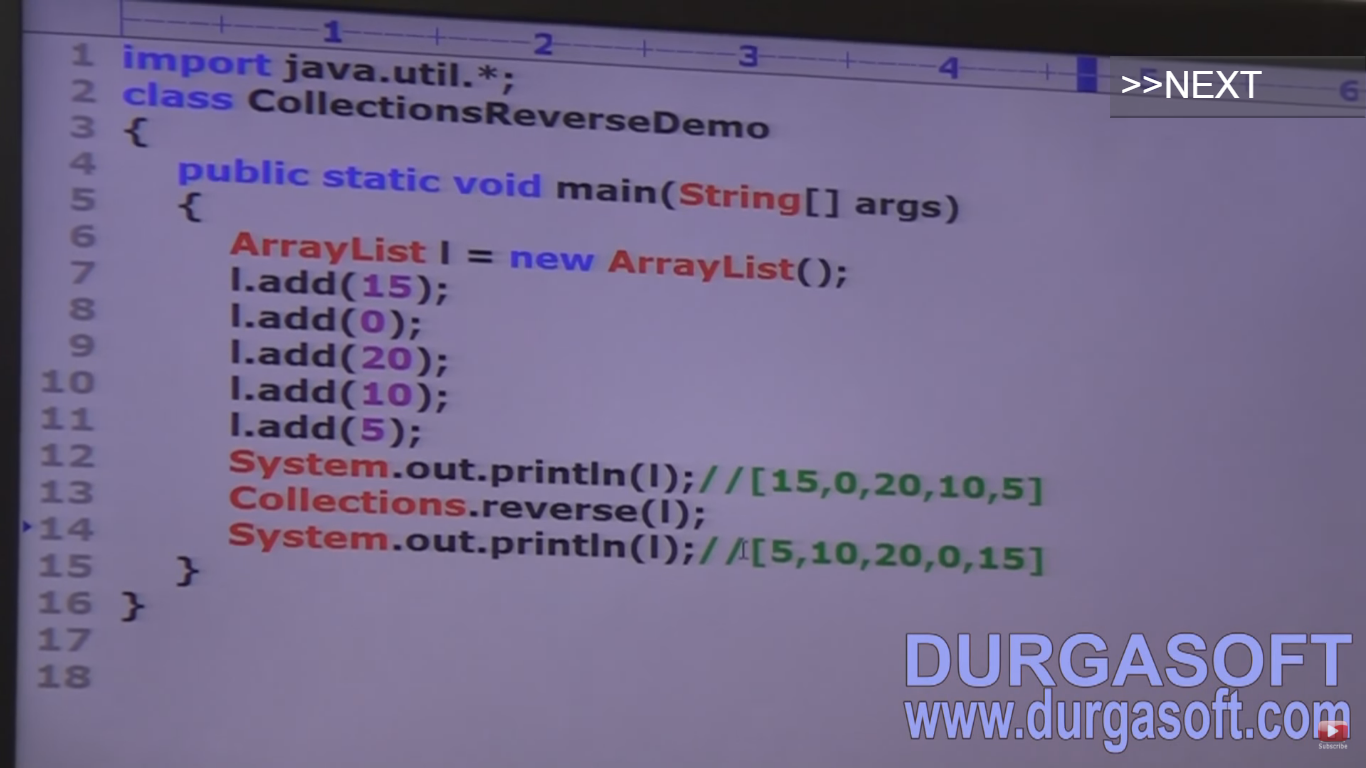 1 2 3 4 5 6
>>NEXT
1 import java.util.*;
2 class CollectionsReverseDemo
3 {
4 public static void main(String[] args)
5 {
6 ArrayList l = new ArrayList();
7 l.add(15);
8 l.add(0);
9 l.add(20);
10 l.add(10);
11 l.add(5);
12 System.out.println(l);//[15,0,20,10,5]
13 Collections.reverse(l);
14 System.out.println(l);//[5,10,20,0,15]
15 }
16 }
17
18
DURGASOFT
www.durgasoft.com
Subscribe